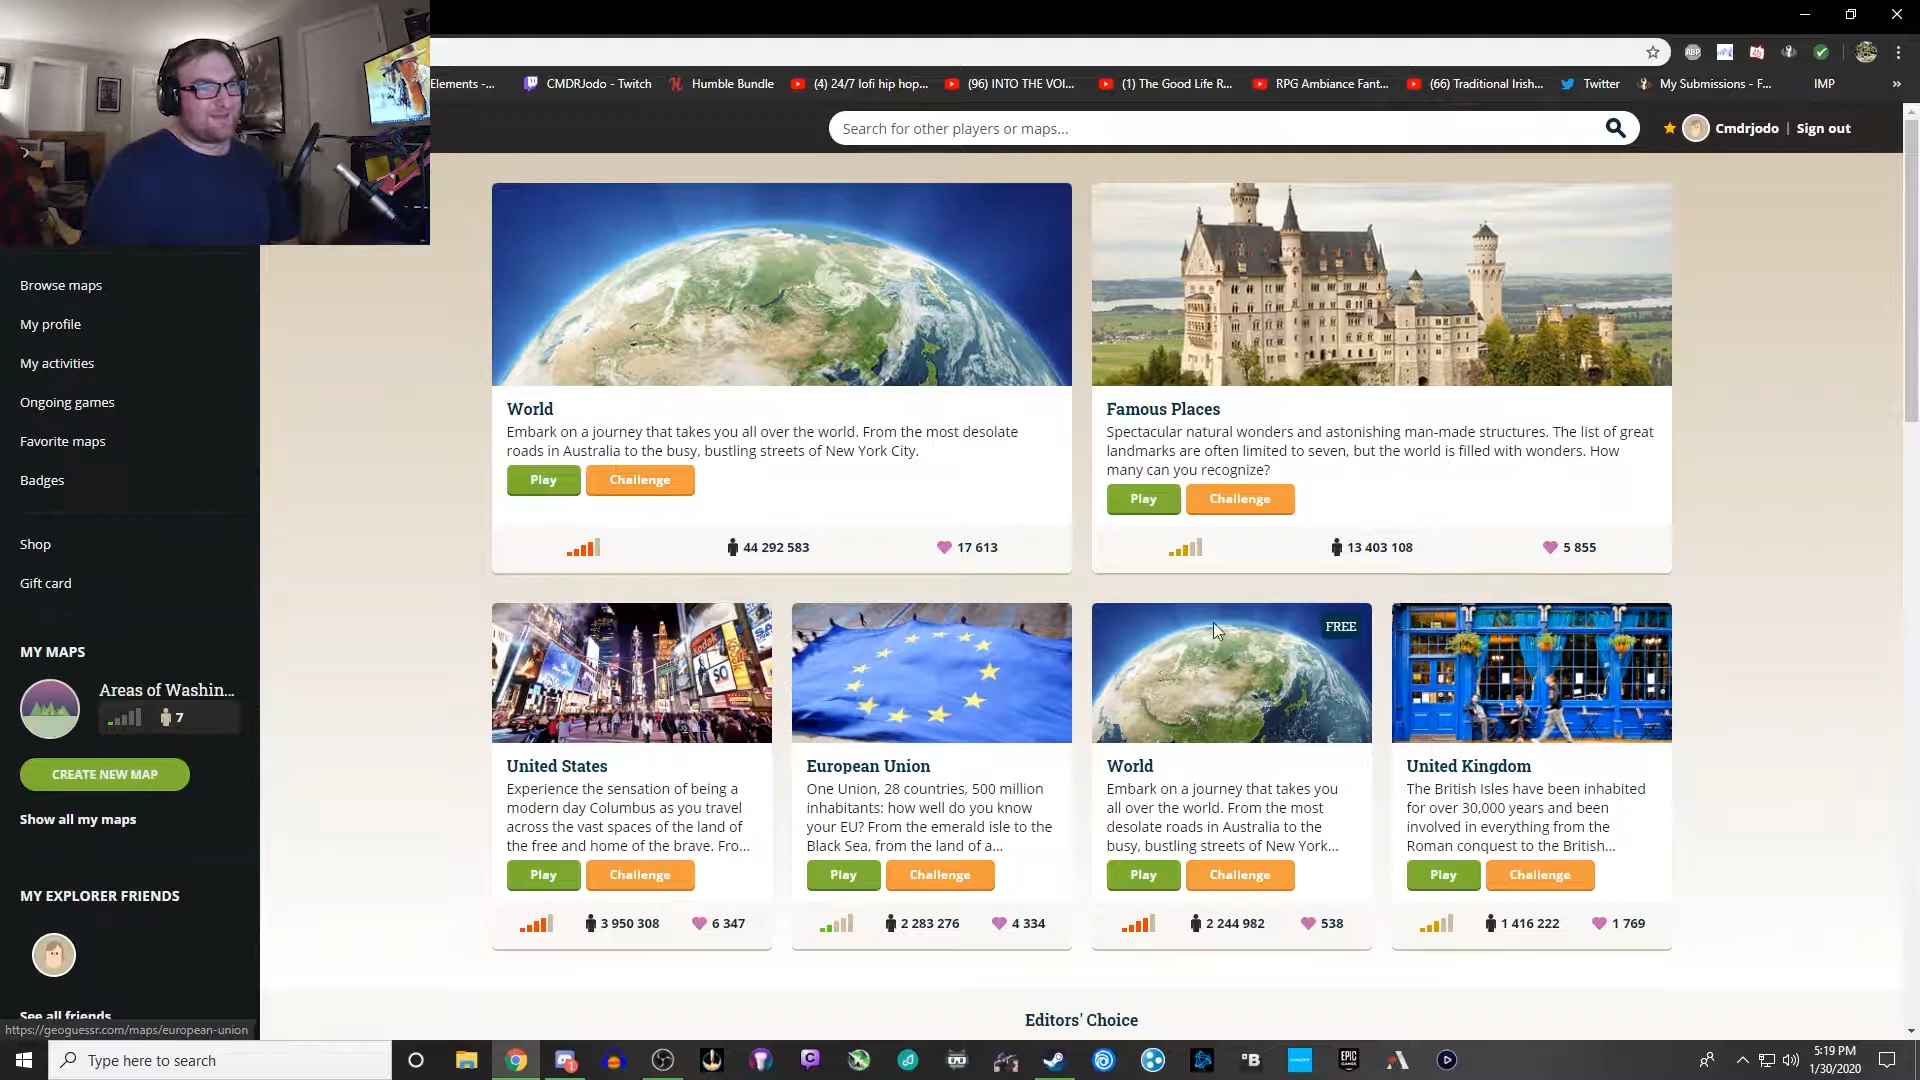 Elements -...
CMDRJodo - Twitch
Humble Bundle
(4) 24/7 lofi hip hop...
(96) INTO THE VOI...
(1) The Good Life R...
RPG Ambiance Fant...
(66) Traditional Irish...
Twitter
My Submissions - F...
IMP
»
ABP
Search for other players or maps...
Cmdrjodo | Sign out
Browse maps
My profile
My activities
Ongoing games
Favorite maps
Badges
Shop
Gift card
MY MAPS
Areas of Washin...
7
CREATE NEW MAP
Show all my maps
MY EXPLORER FRIENDS
See all friends
https://geoguessr.com/maps/european-union
World
Embark on a journey that takes you all over the world. From the most desolate
roads in Australia to the busy, bustling streets of New York City.
Play
Challenge
44 292 583
17 613
Famous Places
Spectacular natural wonders and astonishing man-made structures. The list of great
landmarks are often limited to seven, but the world is filled with wonders. How
many can you recognize?
Play
Challenge
13 403 108
5 855
Kodak
United States
Experience the sensation of being a
modern day Columbus as you travel
across the vast spaces of the land of
the free and home of the brave. Fro...
Play
Challenge
3 950 308
6 347
European Union
One Union, 28 countries, 500 million
inhabitants: how well do you know
your EU? From the emerald isle to the
Black Sea, from the land of a...
Play
Challenge
2 283 276
4 334
FREE
World
Embark on a journey that takes you
all over the world. From the most
desolate roads in Australia to the
busy, bustling streets of New York...
Play
Challenge
2 244 982
538
United Kingdom
The British Isles have been inhabited
for over 30,000 years and been
involved in everything from the
Roman conquest to the British...
Play
Challenge
1 416 222
1 769
Editors' Choice
Type here to search
EPIC
GAMES
5:19 PM
1/30/2020